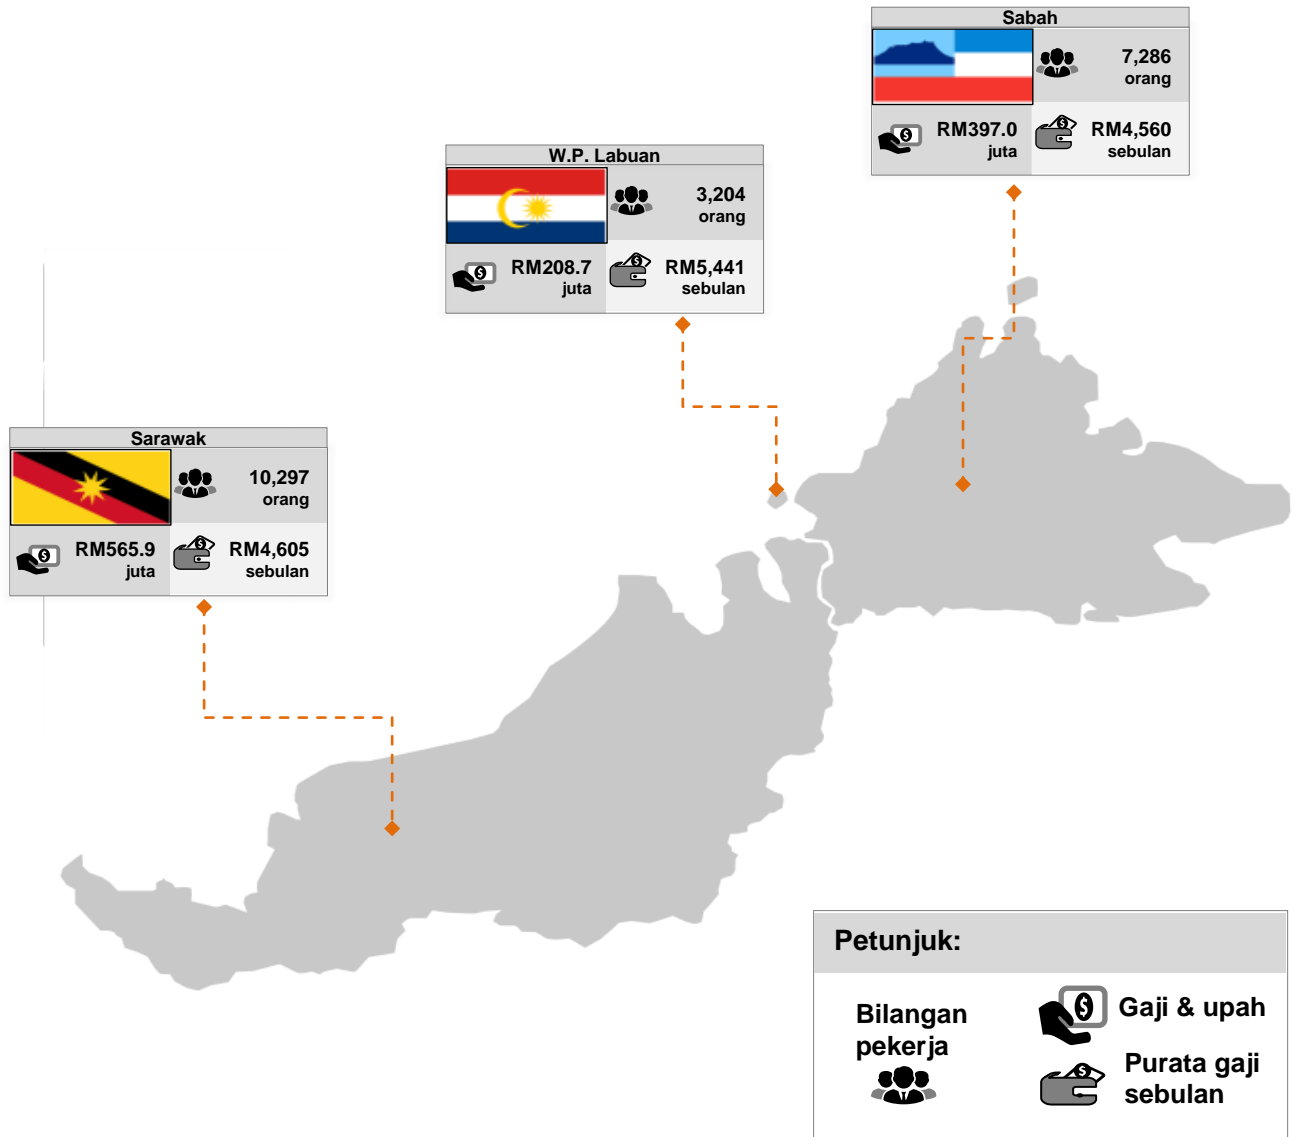 Sabah
7,286
orang
RM397.0
juta
RM4,560
sebulan
W.P. Labuan
3,204
orang
RM208.7
juta
RM5,441
sebulan
Sarawak
10,297
orang
RM565.9
juta
RM4,605
sebulan
Petunjuk:
Bilangan
pekerja
Gaji & upah
Purata gaji
sebulan